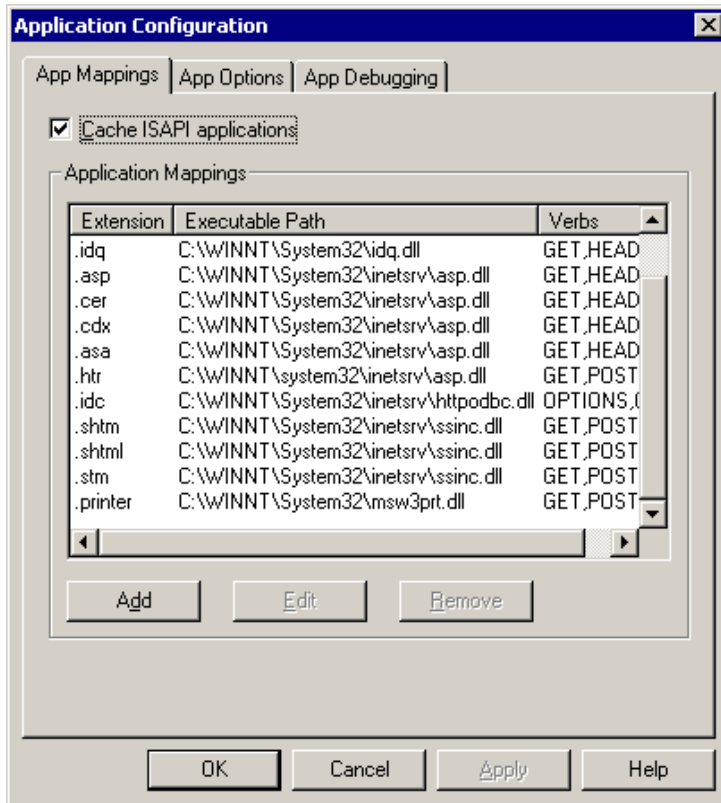 Application Configuration
App Mappings App Options App Debugging
Cache ISAPI applications
Application Mappings
Extension Executable Path Verbs
.idq C:\WINNT\System32\idq.dll GET,HEAD
.asp C:\WINNT\System32\inetsrv\asp.dll GET,HEAD
.cer C:\WINNT\System32\inetsrv\asp.dll GET,HEAD
.cdx C:\WINNT\System32\inetsrv\asp.dll GET,HEAD
.asa C:\WINNT\System32\inetsrv\asp.dll GET,HEAD
.htr C:\WINNT\system32\inetsrv\asp.dll GET,POST
.idc C:\WINNT\System32\inetsrv\httpodbc.dll OPTIONS,
.shtm C:\WINNT\System32\inetsrv\ssinc.dll GET,POST
.shtml C:\WINNT\System32\inetsrv\ssinc.dll GET,POST
.stm C:\WINNT\System32\inetsrv\ssinc.dll GET,POST
.printer C:\WINNT\System32\msw3prt.dll GET,POST
Add Edit Remove
OK Cancel Apply Help